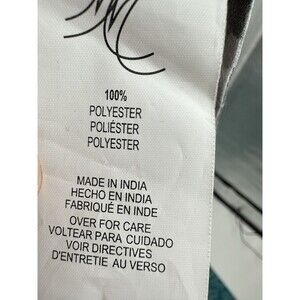 100%
POLYESTER
POLIÉSTER
POLYESTER
MADE IN INDIA
HECHO EN INDIA
FABRIQUÉ EN INDE
OVER FOR CARE
VOLTEAR PARA CUIDADO
VOIR DIRECTIVES
D'ENTRETIE AU VERSO